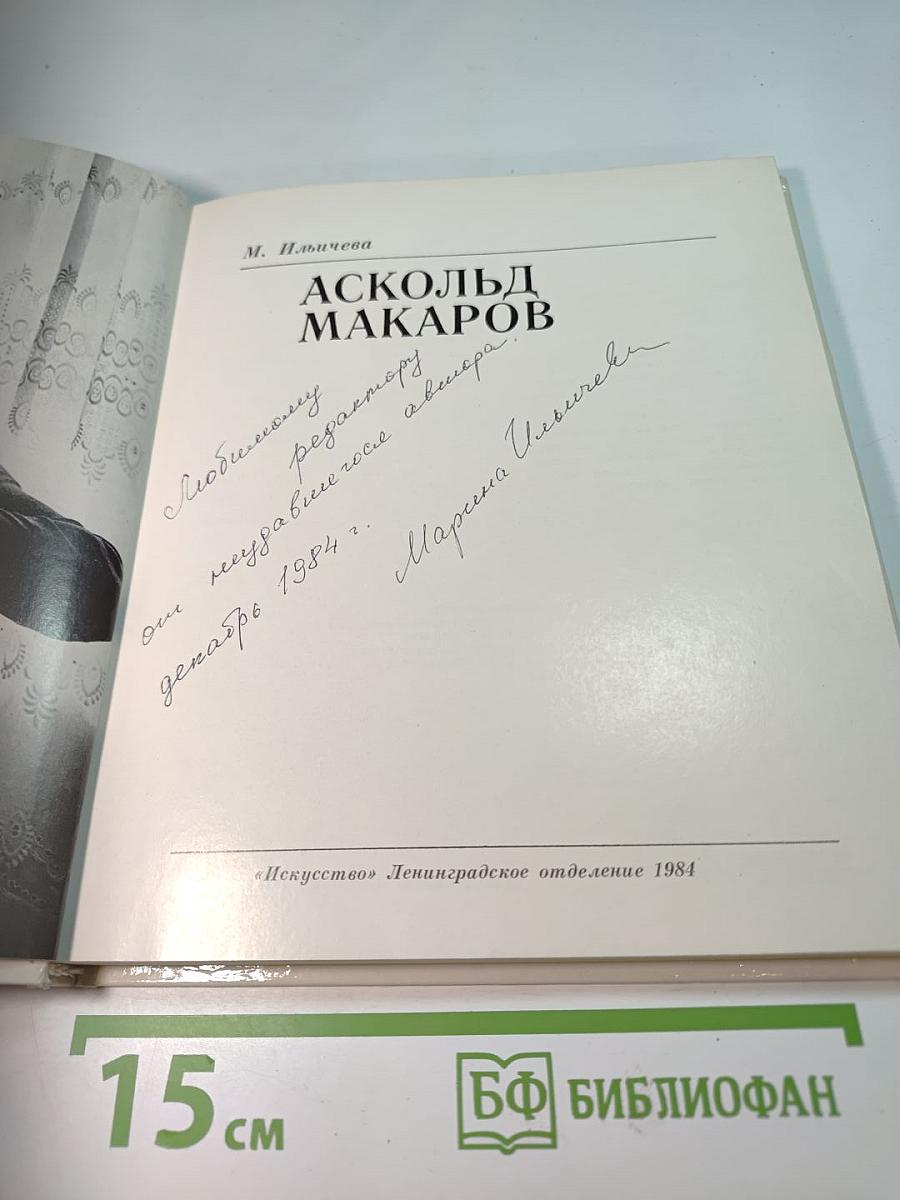 М. Ильичева
АСКОЛЬД
МАКАРОВ
Любимому
редактору
от неудавшегося автора.
декабрь 1984 г.
Марина Ильичева
«Искусство» Ленинградское отделение 1984
15 см
БФ БИБЛИОФАН